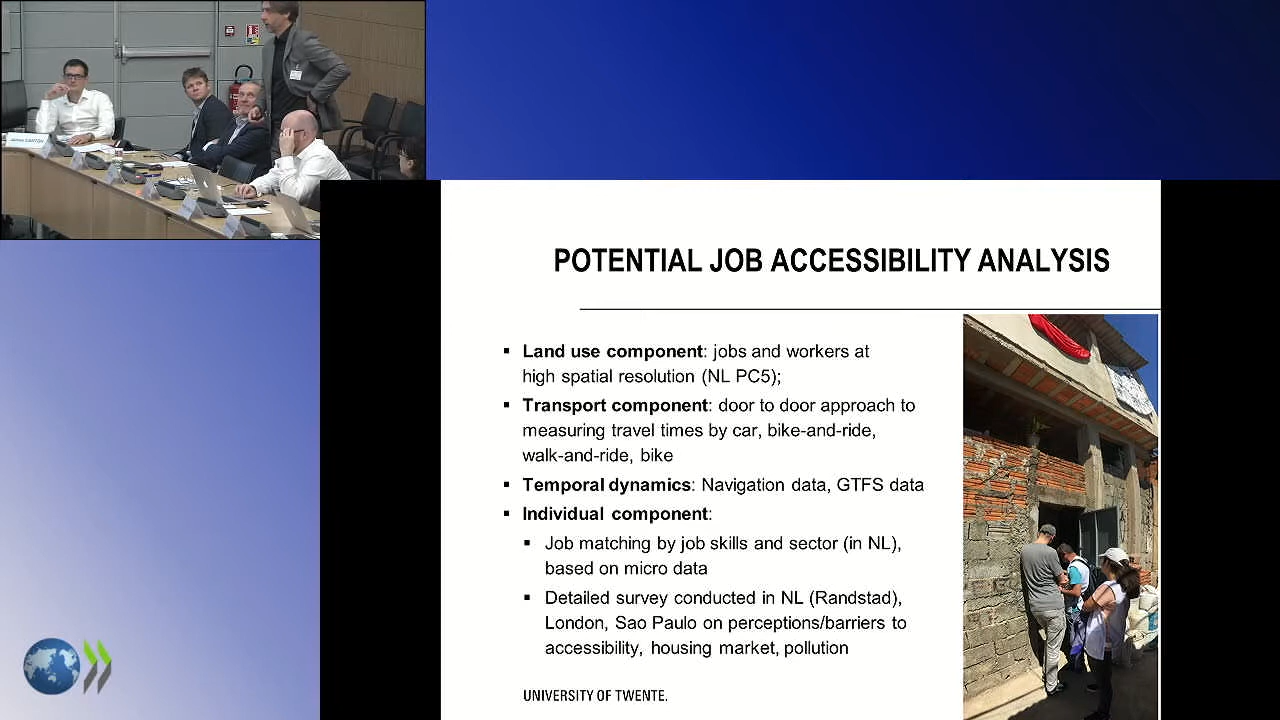 POTENTIAL JOB ACCESSIBILITY ANALYSIS
▪ Land use component: jobs and workers at
high spatial resolution (NL PC5);
▪ Transport component: door to door approach to
measuring travel times by car, bike-and-ride,
walk-and-ride, bike
▪ Temporal dynamics: Navigation data, GTFS data
▪ Individual component:
▪ Job matching by job skills and sector (in NL),
based on micro data
▪ Detailed survey conducted in NL (Randstad),
London, Sao Paulo on perceptions/barriers to
accessibility, housing market, pollution
UNIVERSITY OF TWENTE.